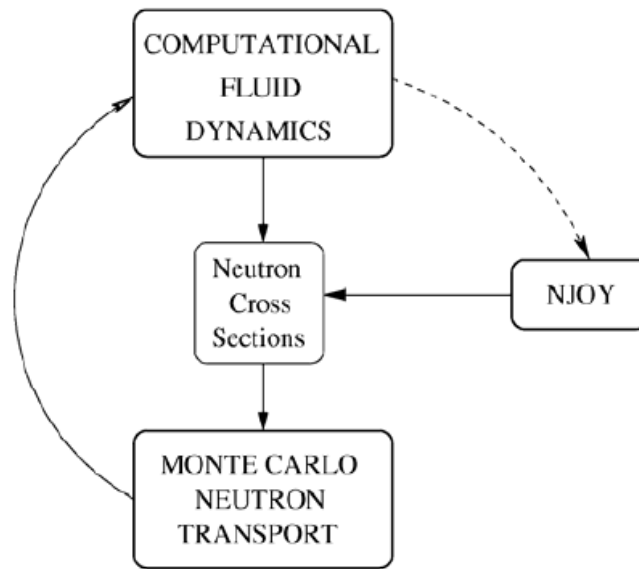 COMPUTATIONAL
FLUID
DYNAMICS
Neutron
Cross
Sections
NJOY
MONTE CARLO
NEUTRON
TRANSPORT